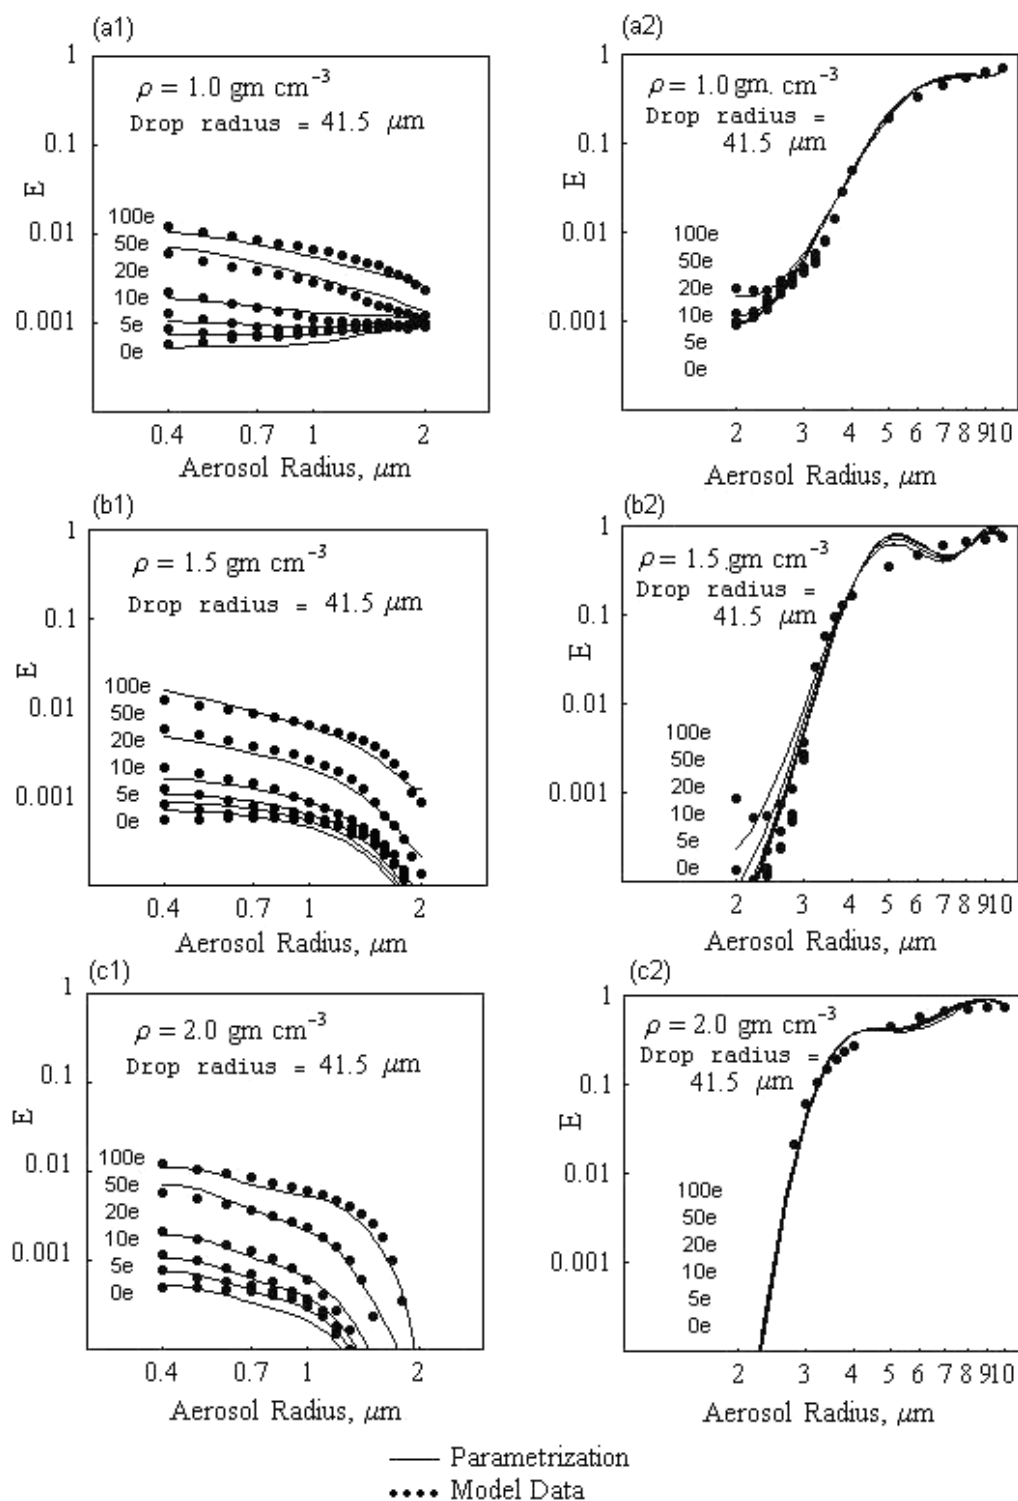 (a1)
1
ρ = 1.0 gm cm⁻³
Drop radius = 41.5 μm
0.1
E
100e
0.01
50e
20e
10e
0.001
5e
0e
0.4 0.7 1 2
Aerosol Radius, μm
(a2)
1
ρ = 1.0 gm. cm⁻³
Drop radius =
41.5 μm
0.1
E
0.01
100e
50e
20e
10e
0.001
5e
0e
2 3 4 5 6 7 8 910
Aerosol Radius, μm
(b1)
1
ρ = 1.5 gm cm⁻³
Drop radius = 41.5 μm
0.1
E
100e
0.01
50e
20e
10e
5e
0.001
0e
0.4 0.7 1 2
Aerosol Radius, μm
(b2)
1
ρ = 1.5 gm cm⁻³
Drop radius =
41.5 μm
0.1
E
0.01
100e
50e
20e
0.001
10e
5e
0e
2 3 4 5 6 7 8 910
Aerosol Radius, μm
(c1)
1
ρ = 2.0 gm cm⁻³
Drop radius = 41.5 μm
0.1
E
100e
0.01
50e
20e
10e
0.001
5e
0e
0.4 0.7 1 2
Aerosol Radius, μm
(c2)
1
ρ = 2.0 gm cm⁻³
Drop radius =
41.5 μm
0.1
E
0.01
100e
50e
20e
0.001
10e
5e
0e
2 3 4 5 6 7 8 910
Aerosol Radius, μm
Parametrization
Model Data